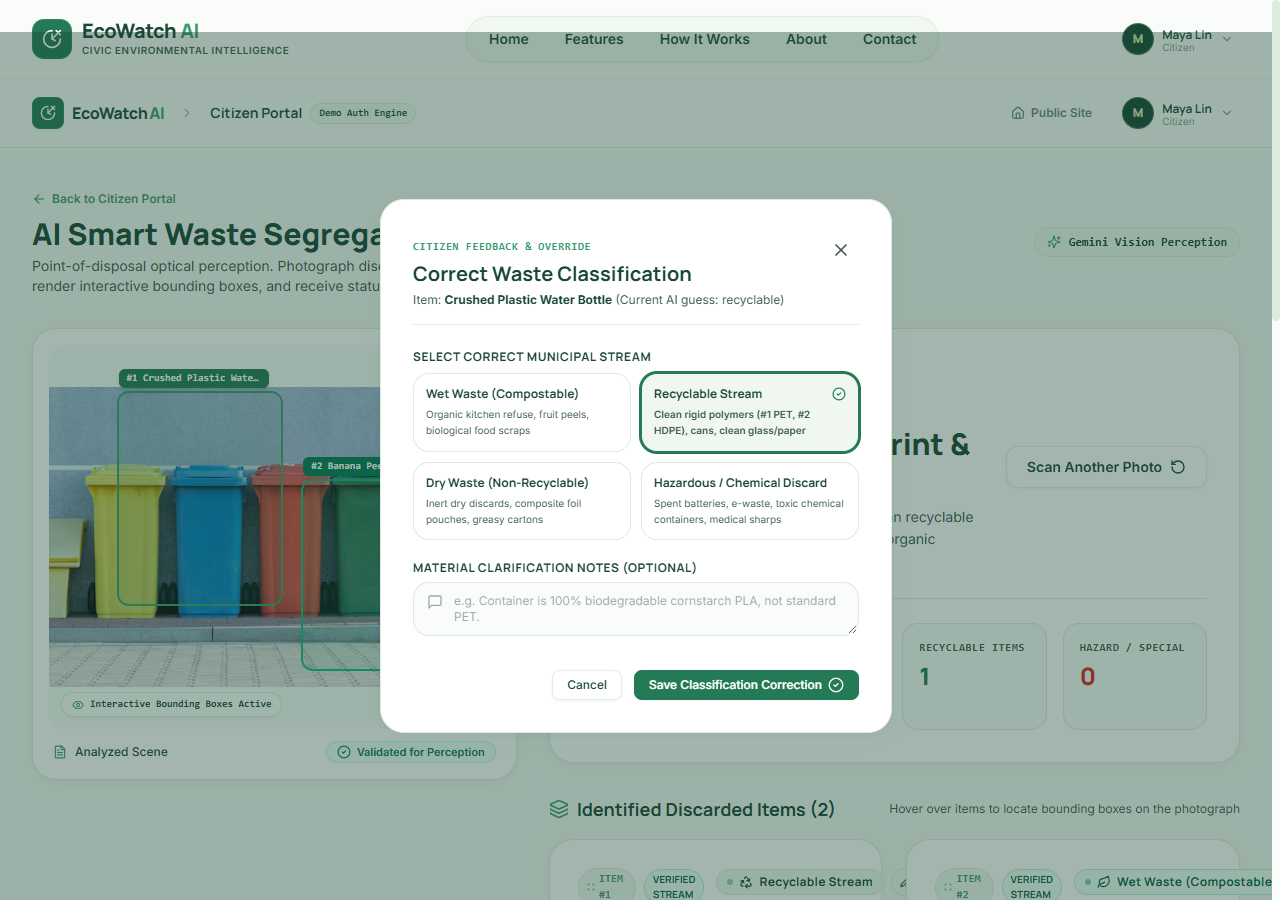 EcoWatch AI
CIVIC ENVIRONMENTAL INTELLIGENCE
Home
Features
How It Works
About
Contact
M
Maya Lin
Citizen
EcoWatch AI
Citizen Portal
Demo Auth Engine
Public Site
M
Maya Lin
Citizen
Back to Citizen Portal
AI Smart Waste Segrega
Point-of-disposal optical perception. Photograph dis
render interactive bounding boxes, and receive statu
Gemini Vision Perception
CITIZEN FEEDBACK & OVERRIDE
Correct Waste Classification
Item: Crushed Plastic Water Bottle (Current AI guess: recyclable)
SELECT CORRECT MUNICIPAL STREAM
Wet Waste (Compostable)
Organic kitchen refuse, fruit peels,
biological food scraps
Recyclable Stream
Clean rigid polymers (#1 PET, #2
HDPE), cans, clean glass/paper
Dry Waste (Non-Recyclable)
Inert dry discards, composite foil
pouches, greasy cartons
Hazardous / Chemical Discard
Spent batteries, e-waste, toxic chemical
containers, medical sharps
MATERIAL CLARIFICATION NOTES (OPTIONAL)
e.g. Container is 100% biodegradable cornstarch PLA, not standard
PET.
Cancel
Save Classification Correction
#1 Crushed Plastic Wate…
#2 Banana Pee
Interactive Bounding Boxes Active
Analyzed Scene
Validated for Perception
rint &
Scan Another Photo
n recyclable
organic
RECYCLABLE ITEMS
1
HAZARD / SPECIAL
0
Identified Discarded Items (2)
Hover over items to locate bounding boxes on the photograph
ITEM
#1
VERIFIED
STREAM
Recyclable Stream
ITEM
#2
VERIFIED
STREAM
Wet Waste (Compostable